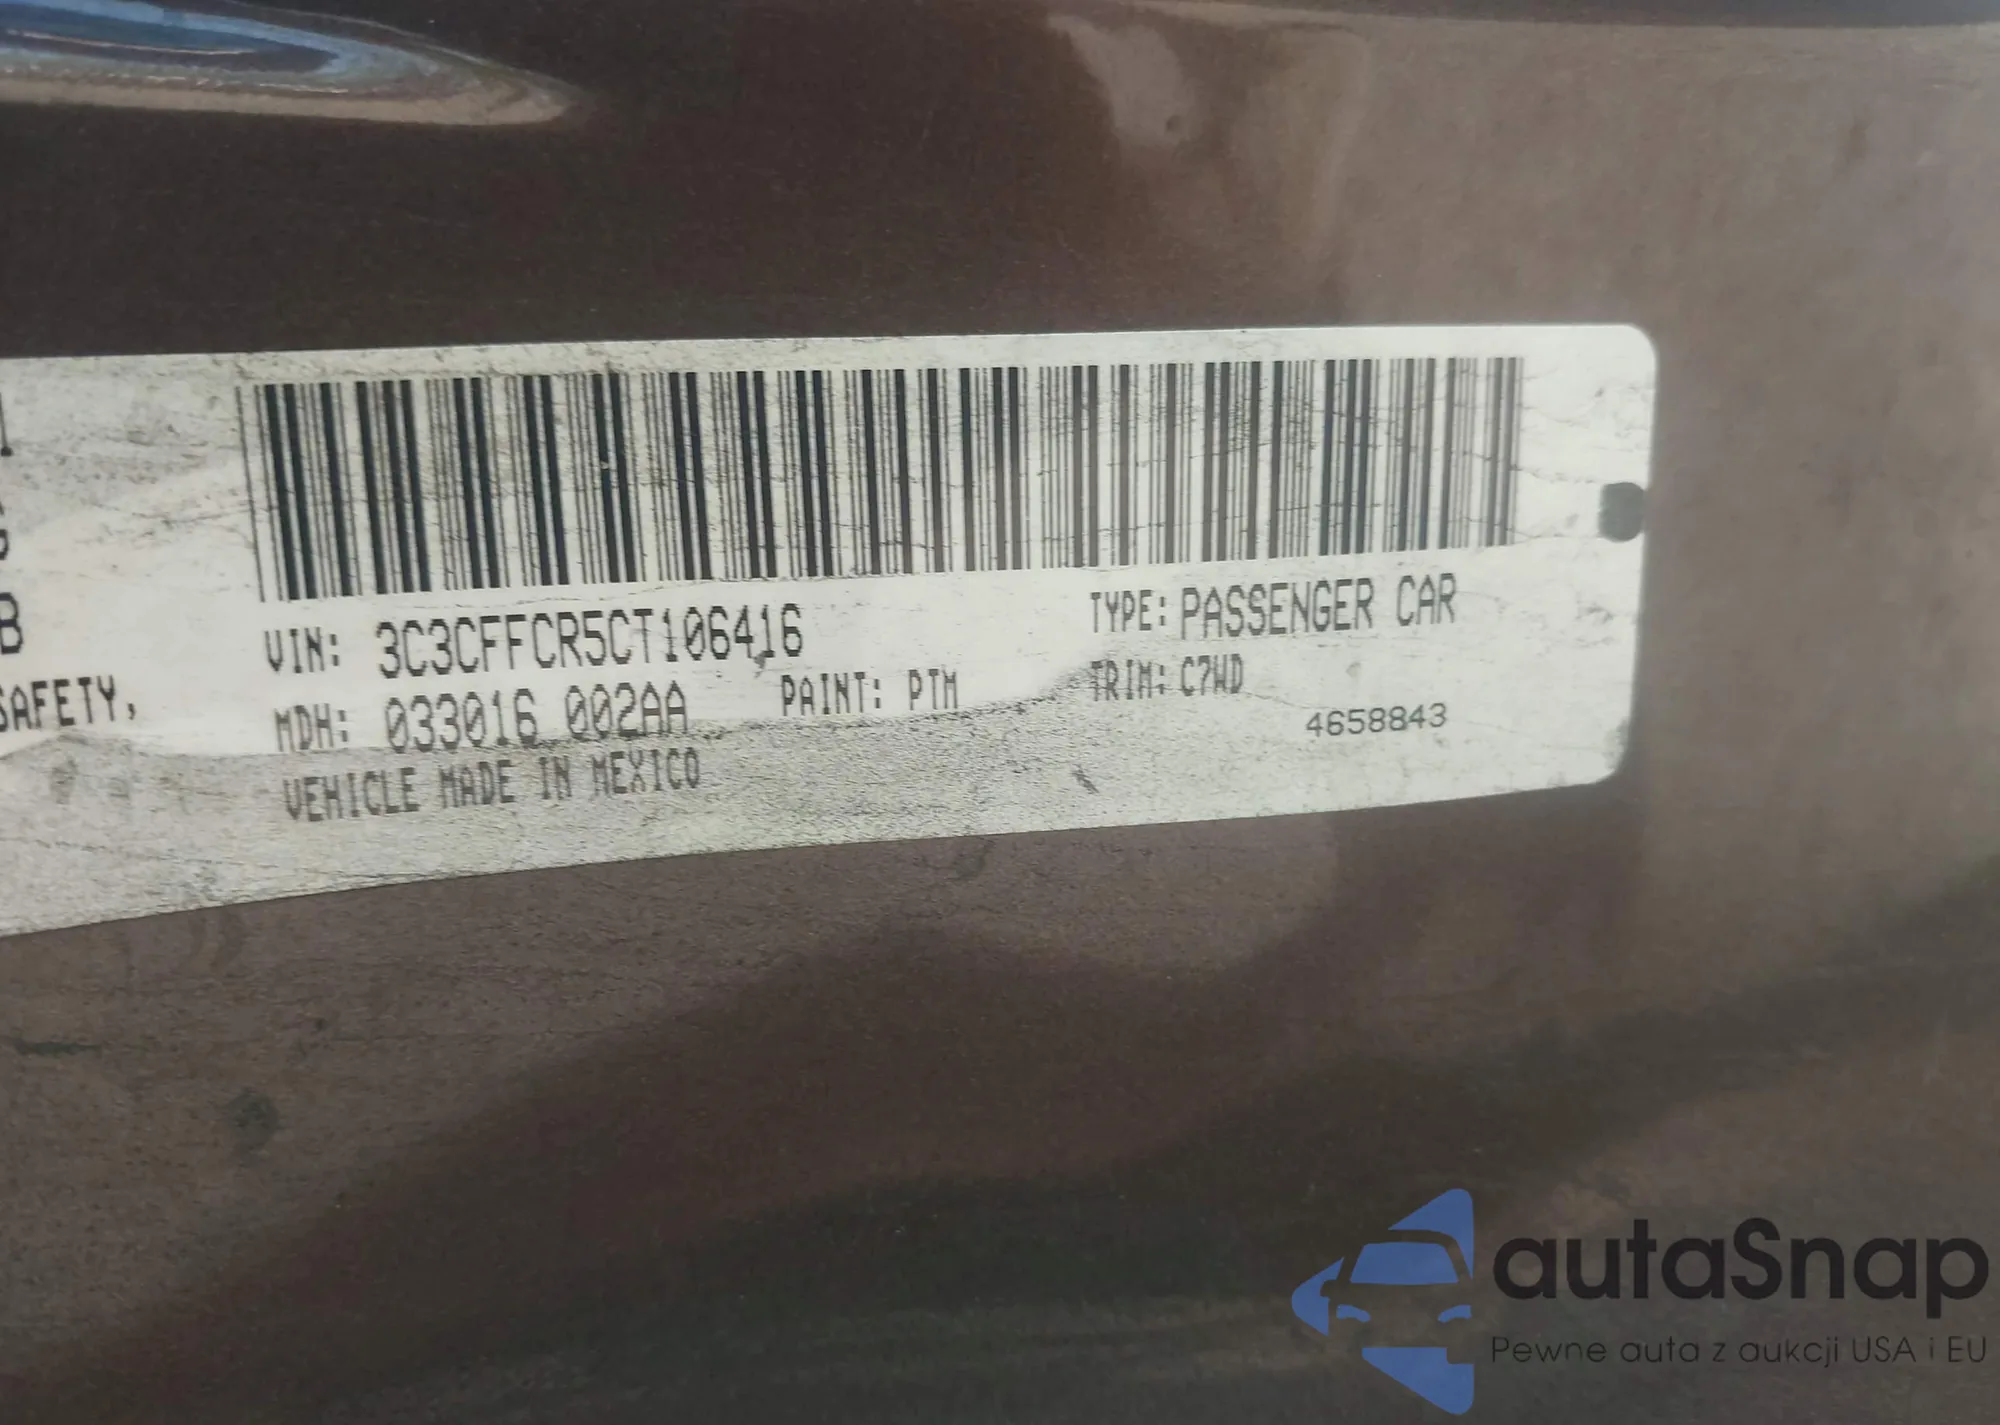 B
SAFETY,
VIN: 3C3CFFCR5CT106416
TYPE: PASSENGER CAR
MDH: 033016 002AA
PAINT: PTM
TRIM: C7WD
4658843
VEHICLE MADE IN MEXICO
autaSnap
Pewne auta z aukcji USA i EU